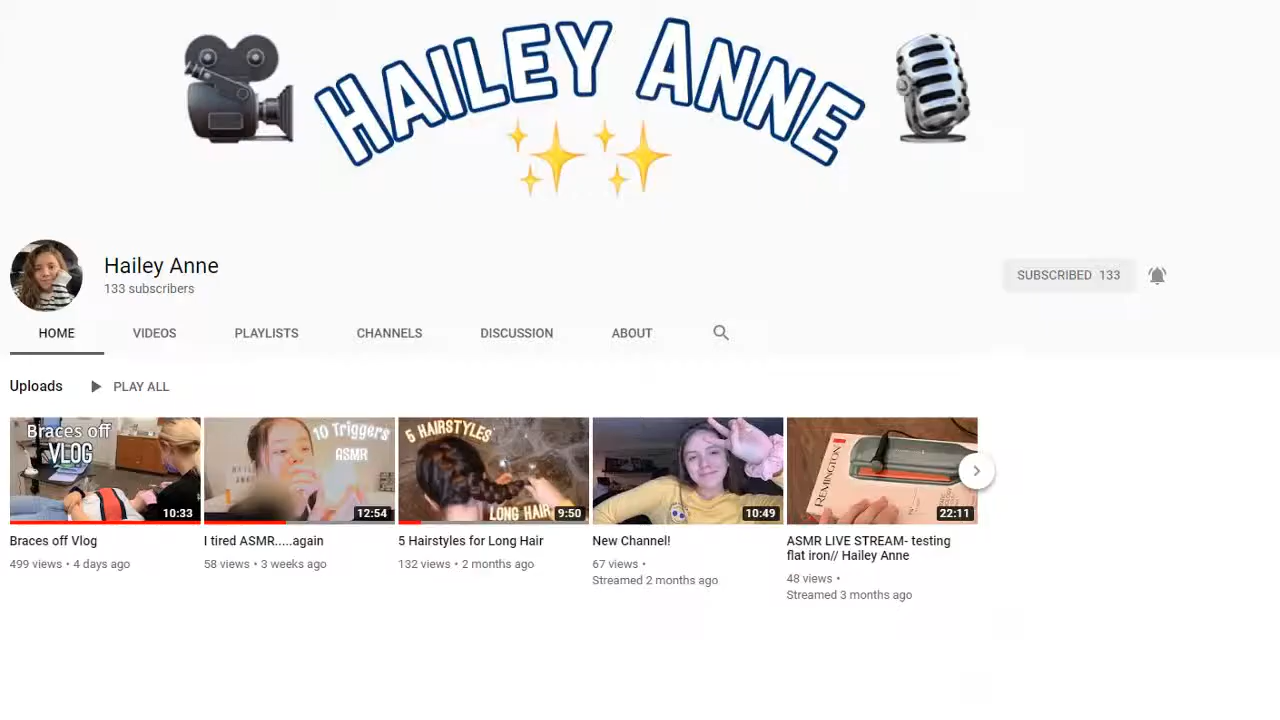 HAILEY ANNE
Hailey Anne
133 subscribers
SUBSCRIBED 133
HOME VIDEOS PLAYLISTS CHANNELS DISCUSSION ABOUT
Uploads PLAY ALL
Braces off
VLOG
10:33
10 Triggers
ASMR
12:54
5 HAIRSTYLES
LONG HAIR
9:50
10:49
REMINGTON
22:11
Braces off Vlog
499 views • 4 days ago
I tired ASMR.....again
58 views • 3 weeks ago
5 Hairstyles for Long Hair
132 views • 2 months ago
New Channel!
67 views •
Streamed 2 months ago
ASMR LIVE STREAM- testing
flat iron// Hailey Anne
48 views •
Streamed 3 months ago